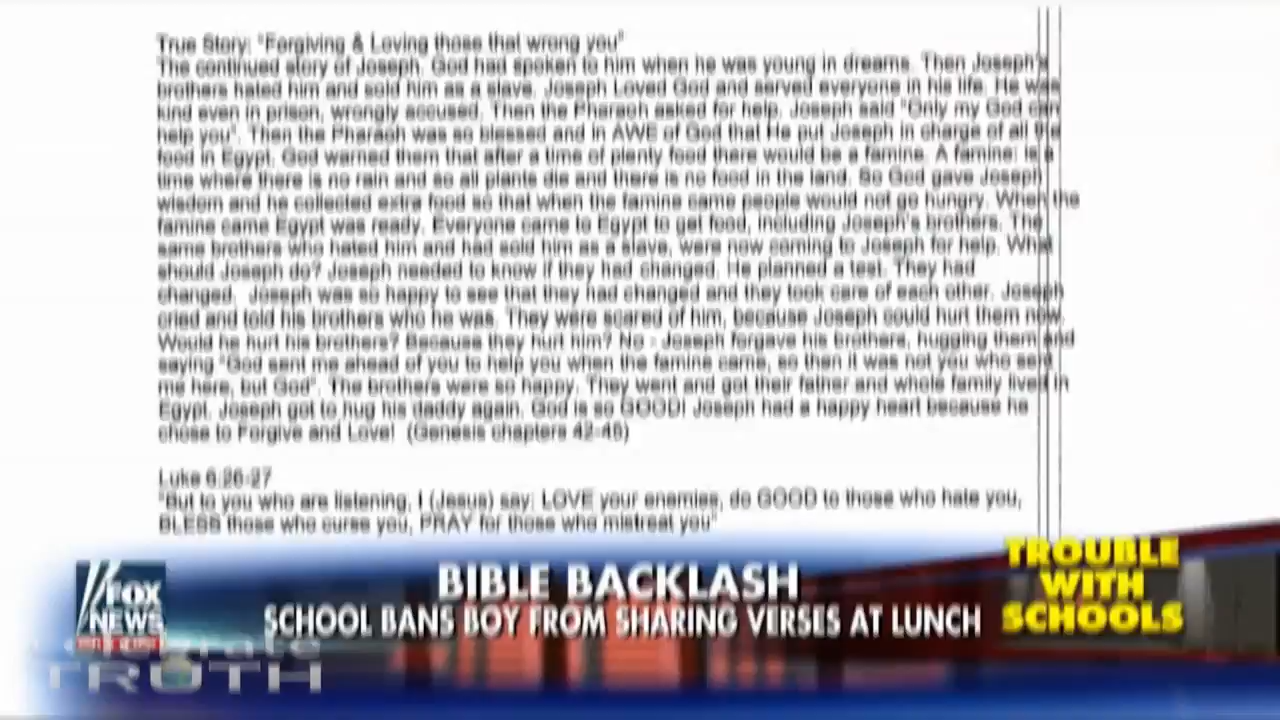 True Story: "Forgiving & Loving those that wrong you"
The continued story of Joseph. God had spoken to him when he was young in dreams. Then Joseph's
brothers hated him and sold him as a slave. Joseph Loved God and served everyone in his life. He was
kind even in prison, wrongly accused. Then the Pharaoh asked for help. Joseph said "Only my God can
help you". Then the Pharaoh was so blessed and in AWE of God that He put Joseph in charge of all the
food in Egypt. God warned them that after a time of plenty food there would be a famine. A famine is a
time where there is no rain and so all plants die and there is no food in the land. So God gave Joseph
wisdom and he collected extra food so that when the famine came people would not go hungry. When the
famine came Egypt was ready. Everyone came to Egypt to get food, including Joseph's brothers. The
same brothers who hated him and had sold him as a slave, were now coming to Joseph for help. What
should Joseph do? Joseph needed to know if they had changed. He planned a test. They had
changed. Joseph was so happy to see that they had changed and they took care of each other. Joseph
cried and told his brothers who he was. They were scared of him, because Joseph could hurt them now.
Would he hurt his brothers? Because they hurt him? No - Joseph forgave his brothers, hugging them and
saying "God sent me ahead of you to help you when the famine came, so then it was not you who sent
me here, but God". The brothers were so happy. They went and got their father and whole family lived in
Egypt. Joseph got to hug his daddy again. God is so GOOD! Joseph had a happy heart because he
chose to Forgive and Love! (Genesis chapters 42-46)
Luke 6:26-27
"But to you who are listening, I (Jesus) say: LOVE your enemies, do GOOD to those who hate you,
BLESS those who curse you, PRAY for those who mistreat you"
BIBLE BACKLASH
SCHOOL BANS BOY FROM SHARING VERSES AT LUNCH
TROUBLE
WITH
SCHOOLS
FOX
NEWS
TRUTH